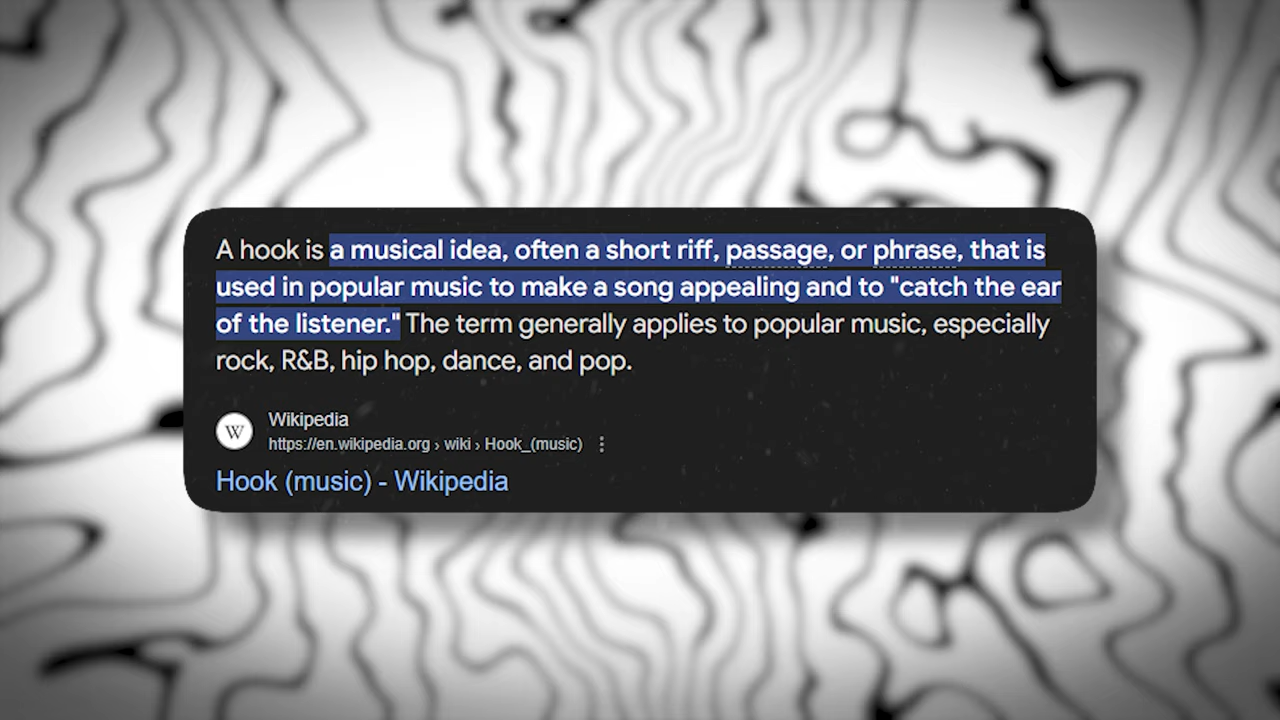 A hook is a musical idea, often a short riff, passage, or phrase, that is
used in popular music to make a song appealing and to "catch the ear
of the listener." The term generally applies to popular music, especially
rock, R&B, hip hop, dance, and pop.
W
Wikipedia
https://en.wikipedia.org › wiki › Hook_(music)
Hook (music) - Wikipedia